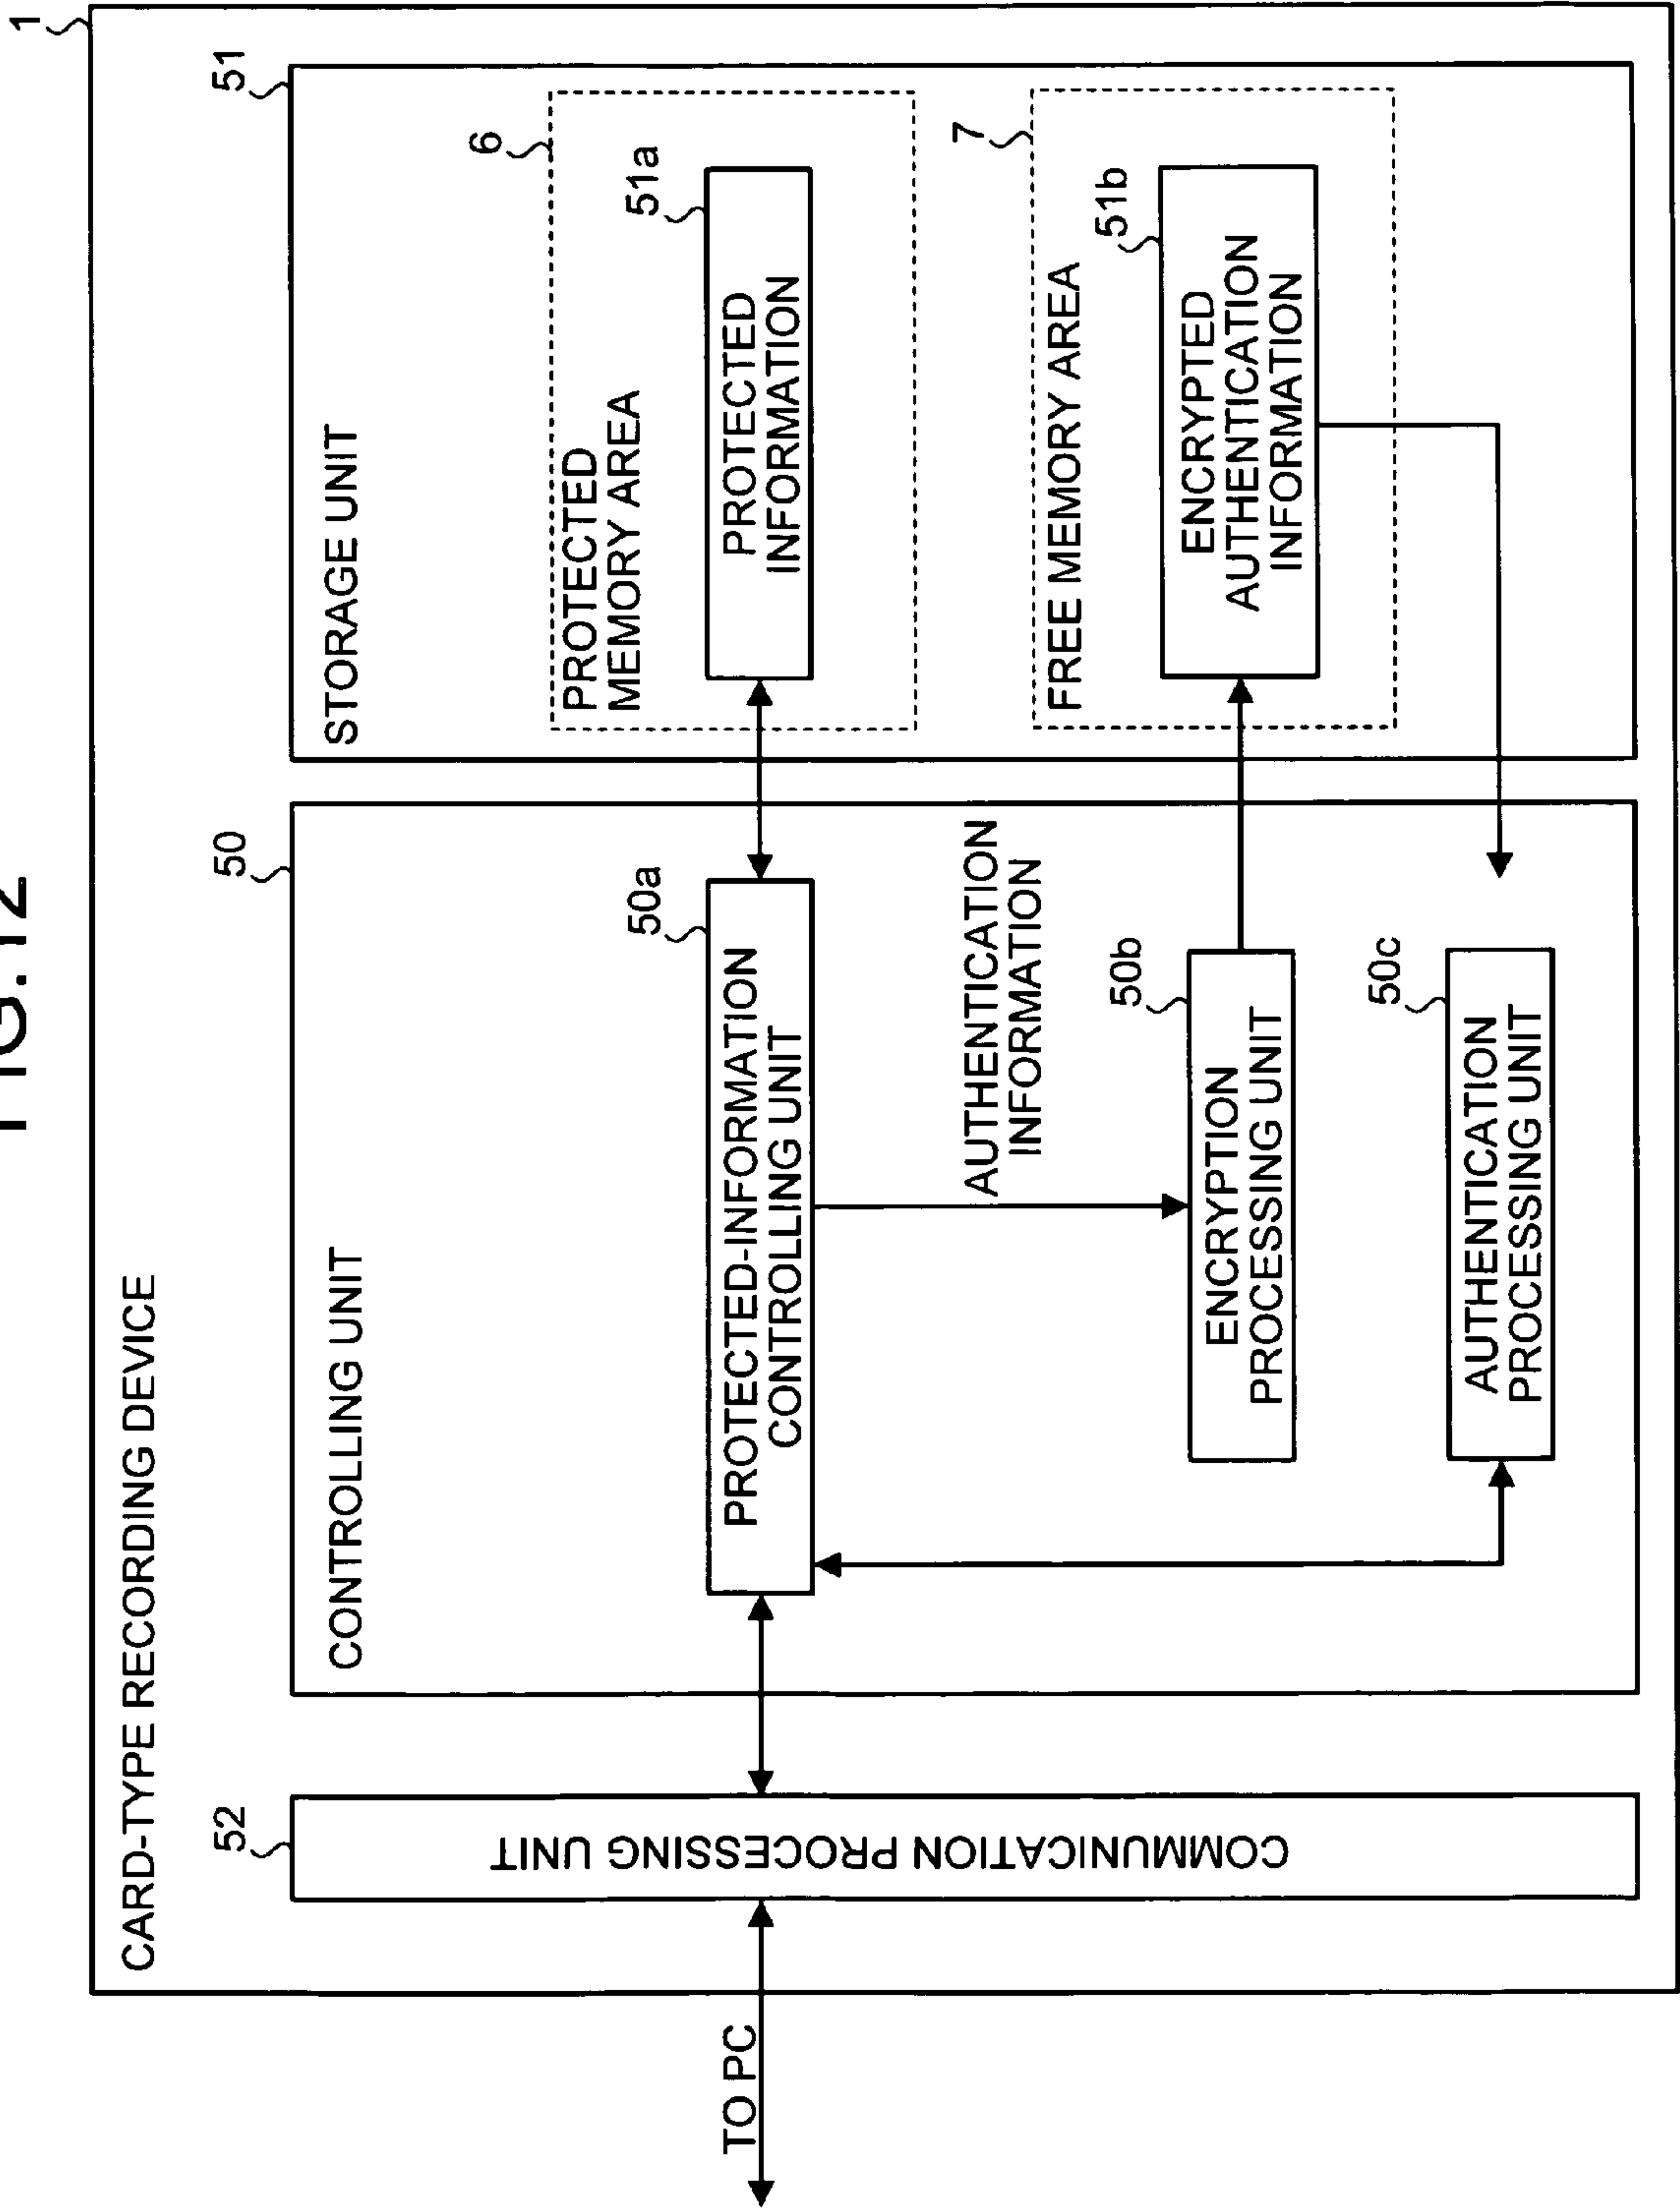 FIG.12
1
CARD-TYPE RECORDING DEVICE
52
COMMUNICATION PROCESSING UNIT
TO PC
50
CONTROLLING UNIT
50a
PROTECTED-INFORMATION
CONTROLLING UNIT
AUTHENTICATION
INFORMATION
50b
ENCRYPTION
PROCESSING UNIT
50c
AUTHENTICATION
PROCESSING UNIT
51
STORAGE UNIT
6
PROTECTED
MEMORY AREA
51a
PROTECTED
INFORMATION
7
FREE MEMORY AREA
51b
ENCRYPTED
AUTHENTICATION
INFORMATION